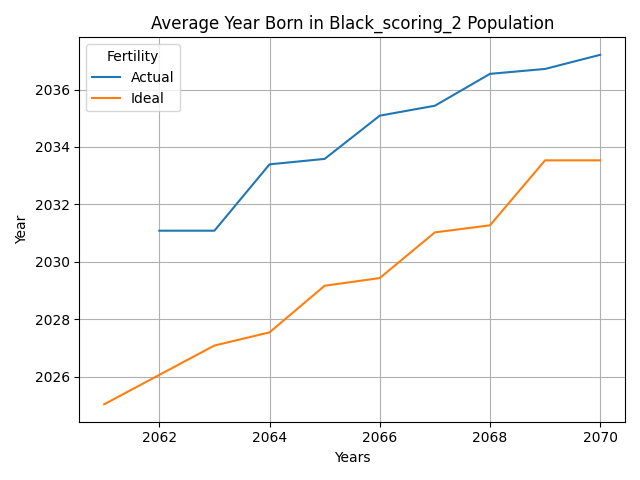 Average Year Born in Black_scoring_2 Population
Fertility
Actual
Ideal
2036
2034
2032
2030
2028
2026
Year
2062 2064 2066 2068 2070
Years